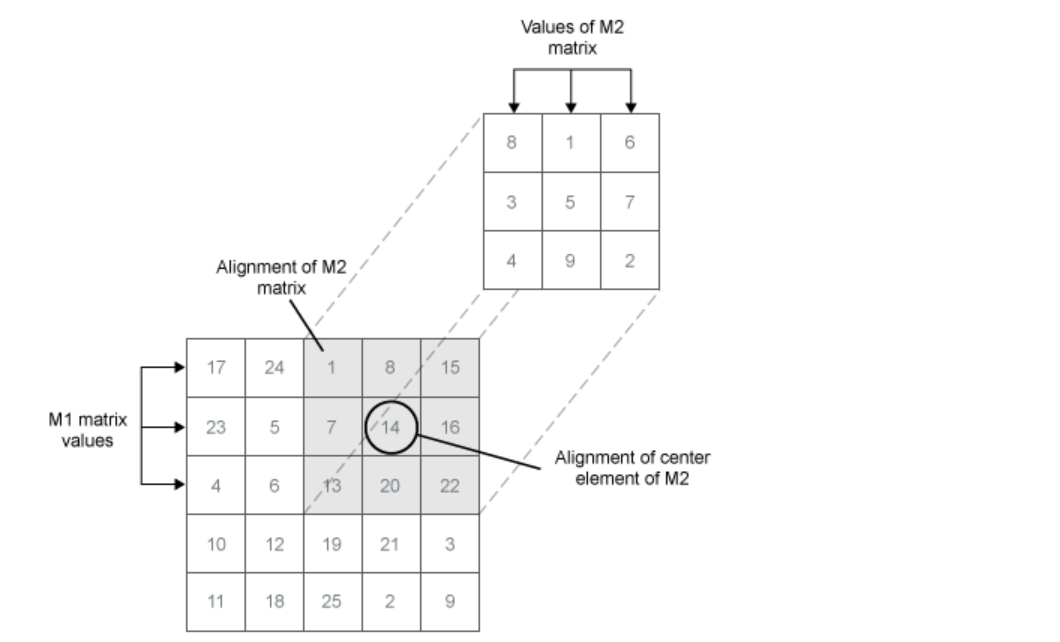 Values of M2
matrix
8 1 6
3 5 7
4 9 2
Alignment of M2
matrix
17 24 1 8 15
23 5 7 14 16
4 6 13 20 22
10 12 19 21 3
11 18 25 2 9
M1 matrix
values
Alignment of center
element of M2